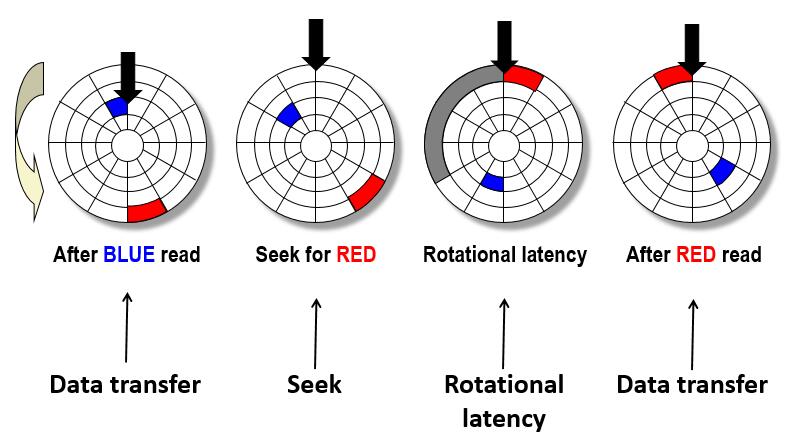 After BLUE read
Seek for RED
Rotational latency
After RED read
Data transfer
Seek
Rotational
latency
Data transfer